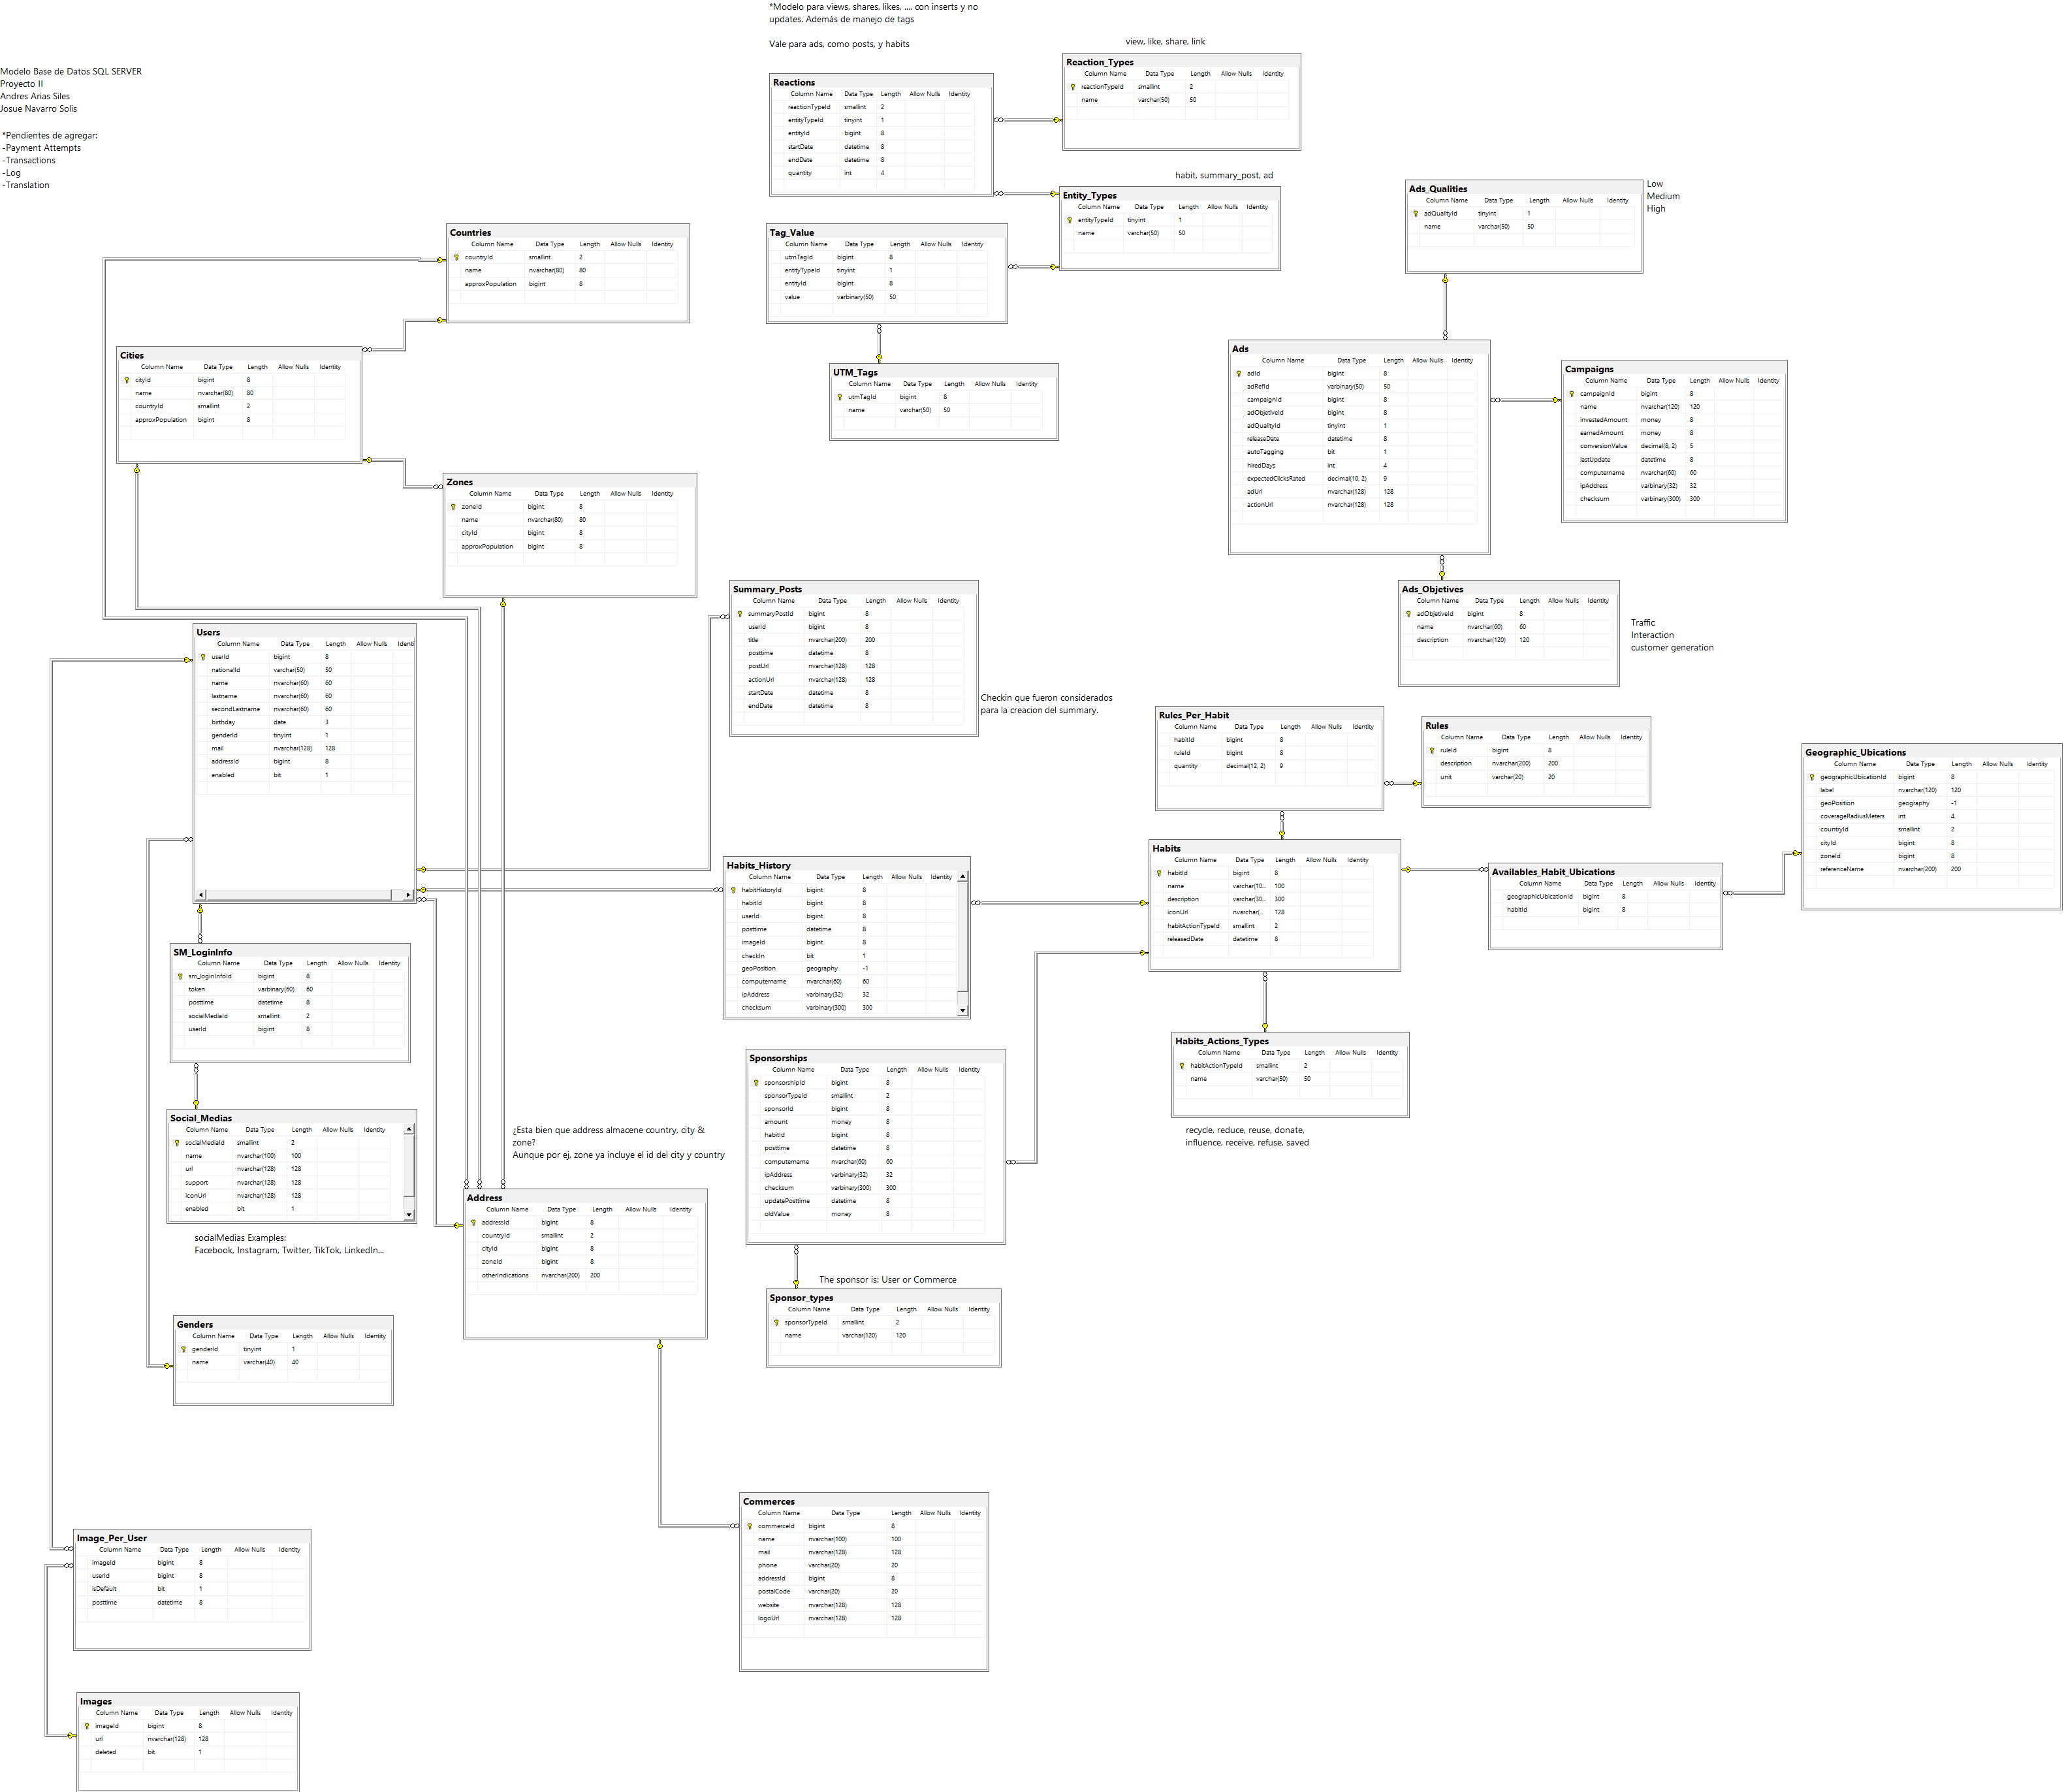 *Modelo para views, shares, likes, .... con inserts y no
updates. Además de manejo de tags
Vale para ads, como posts, y habits
Modelo Base de Datos SQL SERVER
Proyecto II
Andres Arias Siles
Josue Navarro Solis
*Pendientes de agregar:
-Payment Attempts
-Transactions
-Log
-Translation
Reactions
Column Name Data Type Length Allow Nulls Identity
reactionTypeId smallint 2
entityTypeId tinyint 1
entityId bigint 8
startDate datetime 8
endDate datetime 8
quantity int 4
view, like, share, link
Reaction_Types
Column Name Data Type Length Allow Nulls Identity
reactionTypeId smallint 2
name varchar(50) 50
habit, summary_post, ad
Entity_Types
Column Name Data Type Length Allow Nulls Identity
entityTypeId tinyint 1
name varchar(50) 50
Tag_Value
Column Name Data Type Length Allow Nulls Identity
utmTagId bigint 8
entityTypeId tinyint 1
entityId bigint 8
value varbinary(50) 50
UTM_Tags
Column Name Data Type Length Allow Nulls Identity
utmTagId bigint 8
name varchar(50) 50
Ads_Qualities
Column Name Data Type Length Allow Nulls Identity
adQualityId tinyint 1
name varchar(50) 50
Low
Medium
High
Countries
Column Name Data Type Length Allow Nulls Identity
countryId smallint 2
name nvarchar(80) 80
approxPopulation bigint 8
Cities
Column Name Data Type Length Allow Nulls Identity
cityId bigint 8
name nvarchar(80) 80
countryId smallint 2
approxPopulation bigint 8
Zones
Column Name Data Type Length Allow Nulls Identity
zoneId bigint 8
name nvarchar(80) 80
cityId bigint 8
approxPopulation bigint 8
Ads
Column Name Data Type Length Allow Nulls Identity
adId bigint 8
adRefId varbinary(50) 50
campaignId bigint 8
adObjetiveId bigint 8
adQualityId tinyint 1
releaseDate datetime 8
autoTagging bit 1
hiredDays int 4
expectedClicksRated decimal(10, 2) 9
adUrl nvarchar(128) 128
actionUrl nvarchar(128) 128
Campaigns
Column Name Data Type Length Allow Nulls Identity
campaignId bigint 8
name nvarchar(120) 120
investedAmount money 8
earnedAmount money 8
conversionValue decimal(8, 2) 5
lastUpdate datetime 8
computername nvarchar(60) 60
ipAddress varbinary(32) 32
checksum varbinary(300) 300
Ads_Objetives
Column Name Data Type Length Allow Nulls Identity
adObjetiveId bigint 8
name nvarchar(60) 60
description nvarchar(120) 120
Traffic
Interaction
customer generation
Users
Column Name Data Type Length Allow Nulls Identi
userId bigint 8
nationalId varchar(50) 50
name nvarchar(60) 60
lastname nvarchar(60) 60
secondLastname nvarchar(60) 60
birthday date 3
genderId tinyint 1
mail nvarchar(128) 128
addressId bigint 8
enabled bit 1
Summary_Posts
Column Name Data Type Length Allow Nulls Identity
summaryPostId bigint 8
userId bigint 8
title nvarchar(200) 200
posttime datetime 8
postUrl nvarchar(128) 128
actionUrl nvarchar(128) 128
startDate datetime 8
endDate datetime 8
Checkin que fueron considerados
para la creacion del summary.
Rules_Per_Habit
Column Name Data Type Length Allow Nulls Identity
habitId bigint 8
ruleId bigint 8
quantity decimal(12, 2) 9
Rules
Column Name Data Type Length Allow Nulls Identity
ruleId bigint 8
description nvarchar(200) 200
unit varchar(20) 20
Geographic_Ubications
Column Name Data Type Length Allow Nulls Identity
geographicUbicationId bigint 8
label nvarchar(120) 120
geoPosition geography -1
coverageRadiusMeters int 4
countryId smallint 2
cityId bigint 8
zoneId bigint 8
referenceName nvarchar(200) 200
Habits_History
Column Name Data Type Length Allow Nulls Identity
habitHistoryId bigint 8
habitId bigint 8
userId bigint 8
posttime datetime 8
imageId bigint 8
checkIn bit 1
geoPosition geography -1
computername nvarchar(60) 60
ipAddress varbinary(32) 32
checksum varbinary(300) 300
Habits
Column Name Data Type Length Allow Nulls Identity
habitId bigint 8
name varchar(10... 100
description varchar(30... 300
iconUrl nvarchar(... 128
habitActionTypeId smallint 2
releasedDate datetime 8
Availables_Habit_Ubications
Column Name Data Type Length Allow Nulls Identity
geographicUbicationId bigint 8
habitId bigint 8
SM_LoginInfo
Column Name Data Type Length Allow Nulls Identity
sm_loginInfoId bigint 8
token varbinary(60) 60
posttime datetime 8
socialMediaId smallint 2
userId bigint 8
Habits_Actions_Types
Column Name Data Type Length Allow Nulls Identity
habitActionTypeId smallint 2
name varchar(50) 50
recycle, reduce, reuse, donate,
influence, receive, refuse, saved
Sponsorships
Column Name Data Type Length Allow Nulls Identity
sponsorshipId bigint 8
sponsorTypeId smallint 2
sponsorId bigint 8
amount money 8
habitId bigint 8
posttime datetime 8
computername nvarchar(60) 60
ipAddress varbinary(32) 32
checksum varbinary(300) 300
updatePosttime datetime 8
oldValue money 8
Social_Medias
Column Name Data Type Length Allow Nulls Identity
socialMediaId smallint 2
name nvarchar(100) 100
url nvarchar(128) 128
support nvarchar(128) 128
iconUrl nvarchar(128) 128
enabled bit 1
socialMedias Examples:
Facebook, Instagram, Twitter, TikTok, LinkedIn...
¿Esta bien que address almacene country, city &
zone?
Aunque por ej, zone ya incluye el id del city y country
Address
Column Name Data Type Length Allow Nulls Identity
addressId bigint 8
countryId smallint 2
cityId bigint 8
zoneId bigint 8
otherIndications nvarchar(200) 200
The sponsor is: User or Commerce
Sponsor_types
Column Name Data Type Length Allow Nulls Identity
sponsorTypeId smallint 2
name varchar(120) 120
Genders
Column Name Data Type Length Allow Nulls Identity
genderId tinyint 1
name varchar(40) 40
Commerces
Column Name Data Type Length Allow Nulls Identity
commerceId bigint 8
name nvarchar(100) 100
mail nvarchar(128) 128
phone varchar(20) 20
addressId bigint 8
postalCode varchar(20) 20
website nvarchar(128) 128
logoUrl nvarchar(128) 128
Image_Per_User
Column Name Data Type Length Allow Nulls Identity
imageId bigint 8
userId bigint 8
isDefault bit 1
posttime datetime 8
Images
Column Name Data Type Length Allow Nulls Identity
imageId bigint 8
url nvarchar(128) 128
deleted bit 1